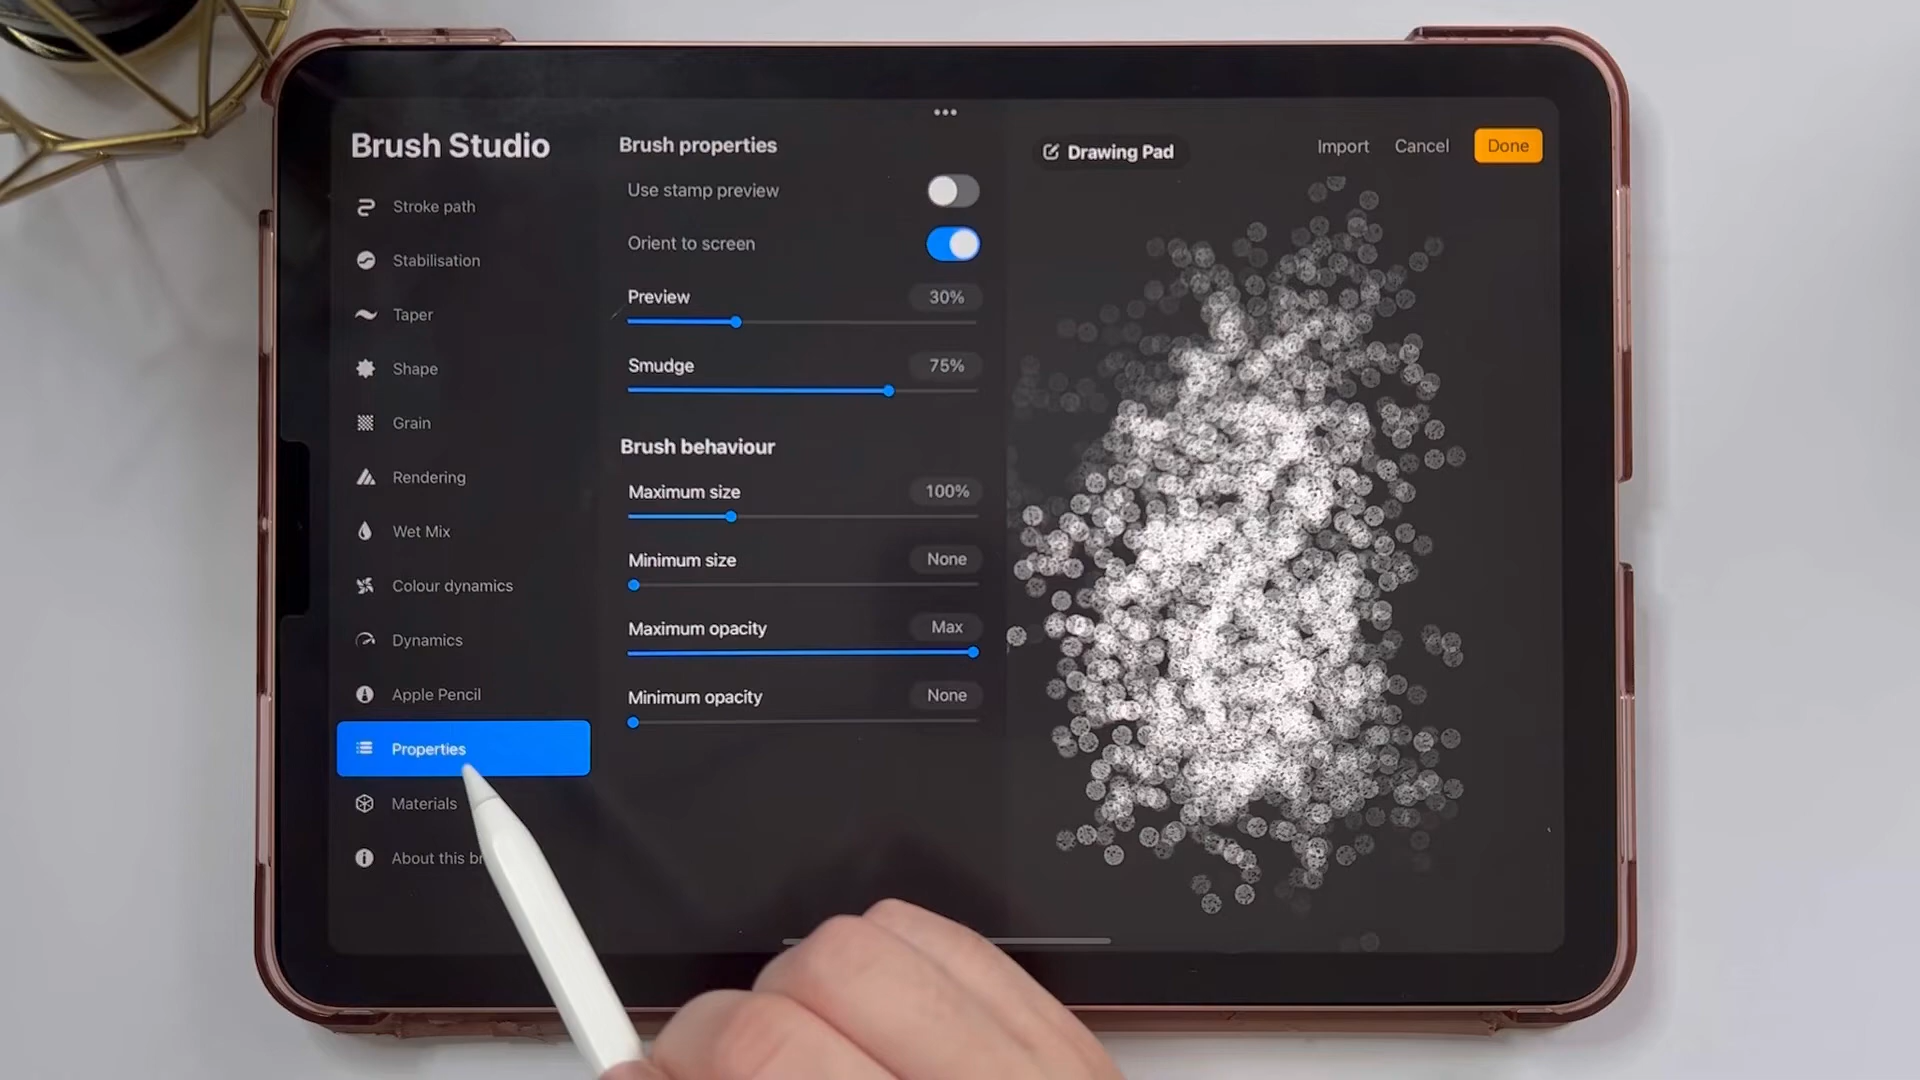 Brush Studio
Stroke path
Stabilisation
Taper
Shape
Grain
Rendering
Wet Mix
Colour dynamics
Dynamics
Apple Pencil
Properties
Materials
About this
Brush properties
Use stamp preview
Orient to screen
Preview 30%
Smudge 75%
Brush behaviour
Maximum size 100%
Minimum size None
Maximum opacity Max
Minimum opacity None
Drawing Pad
Import Cancel Done